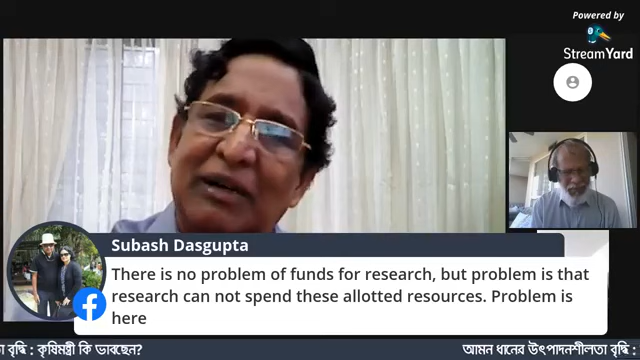 Powered by
StreamYard
Subash Dasgupta
There is no problem of funds for research, but problem is that
research can not spend these allotted resources. Problem is
here
বৃদ্ধি : কৃষিমন্ত্রী কি ভাবছেন? আমন ধানের উৎপাদনশীলতা বৃদ্ধি :